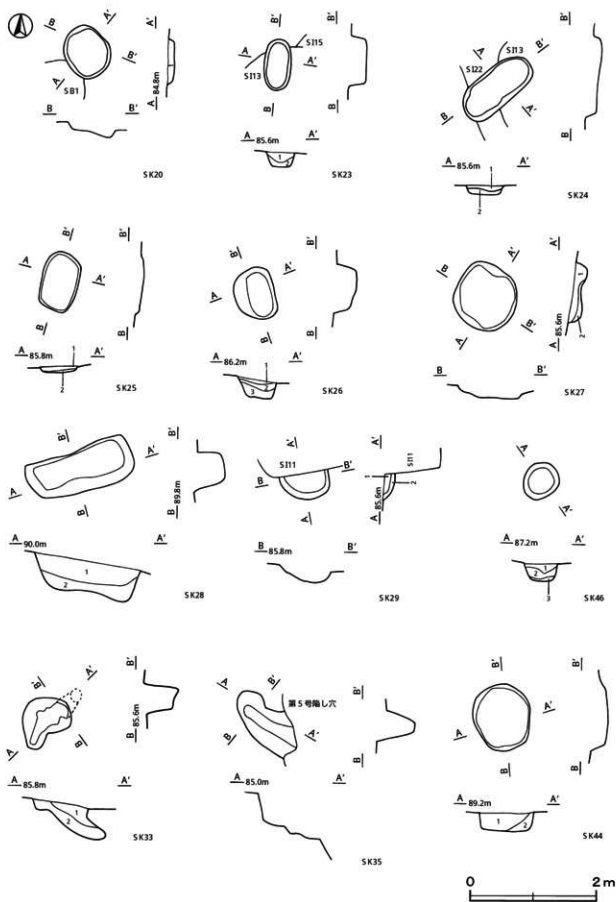 B A' A'
A B' SB1 A 84.8m
B B'
SK20
B' B'
SI15
A A'
SI13
B B
A 85.6m A'
1
2
SK23
A SI13 B' B'
SI22
B A' B
A 85.6m 1 A'
2
SK24
B' B'
A A'
B B
A 85.8m 1 A'
2
SK25
B' B'
A A'
B B
A 86.2m 1 A'
3 2
SK26
B A' A'
1
A B' A 85.6m 2
B B'
SK27
B' B'
A A'
B B 89.8m
A 90.0m A'
1
2
SK28
A' A'
SI11 SI11
B B' 1 2
A A 85.6m
B 85.8m B'
SK29
A
A'
A 87.2m A'
2 1
3
SK46
B' A' B'
A B B 85.6m
A 85.8m A'
1
2
SK33
A B' B'
第5号陥し穴
B A' B
A 85.0m A'
SK35
B' B'
A A'
B B
A 89.2m A'
1 2
SK44
0 2m